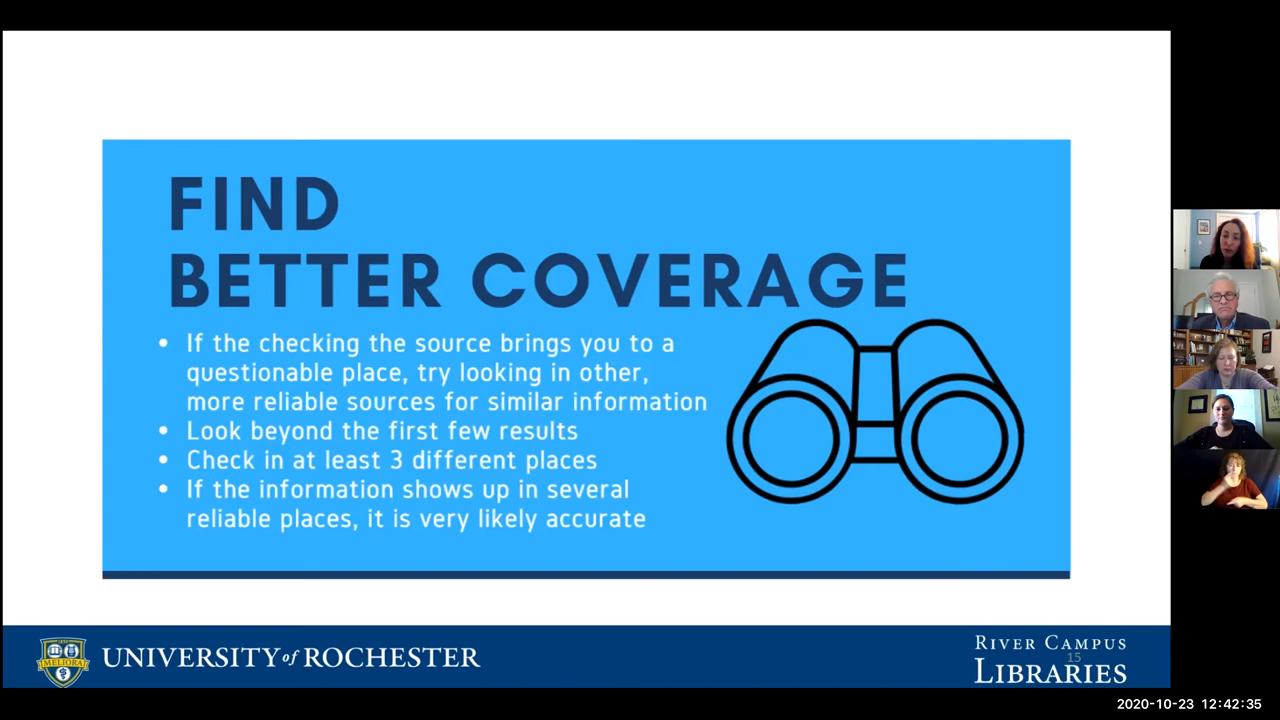 FIND
BETTER COVERAGE
• If the checking the source brings you to a
questionable place, try looking in other,
more reliable sources for similar information
• Look beyond the first few results
• Check in at least 3 different places
• If the information shows up in several
reliable places, it is very likely accurate
MELIORA
UNIVERSITY of ROCHESTER
RIVER CAMPUS
15
LIBRARIES
2020-10-23 12:42:35